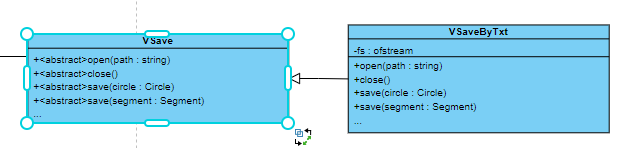 VSave
+<abstract>open(path : string)
+<abstract>close()
+<abstract>save(circle : Circle)
+<abstract>save(segment : Segment)
...
VSaveByTxt
-fs : ofstream
+open(path : string)
+close()
+save(circle : Circle)
+save(segment : Segment)
...